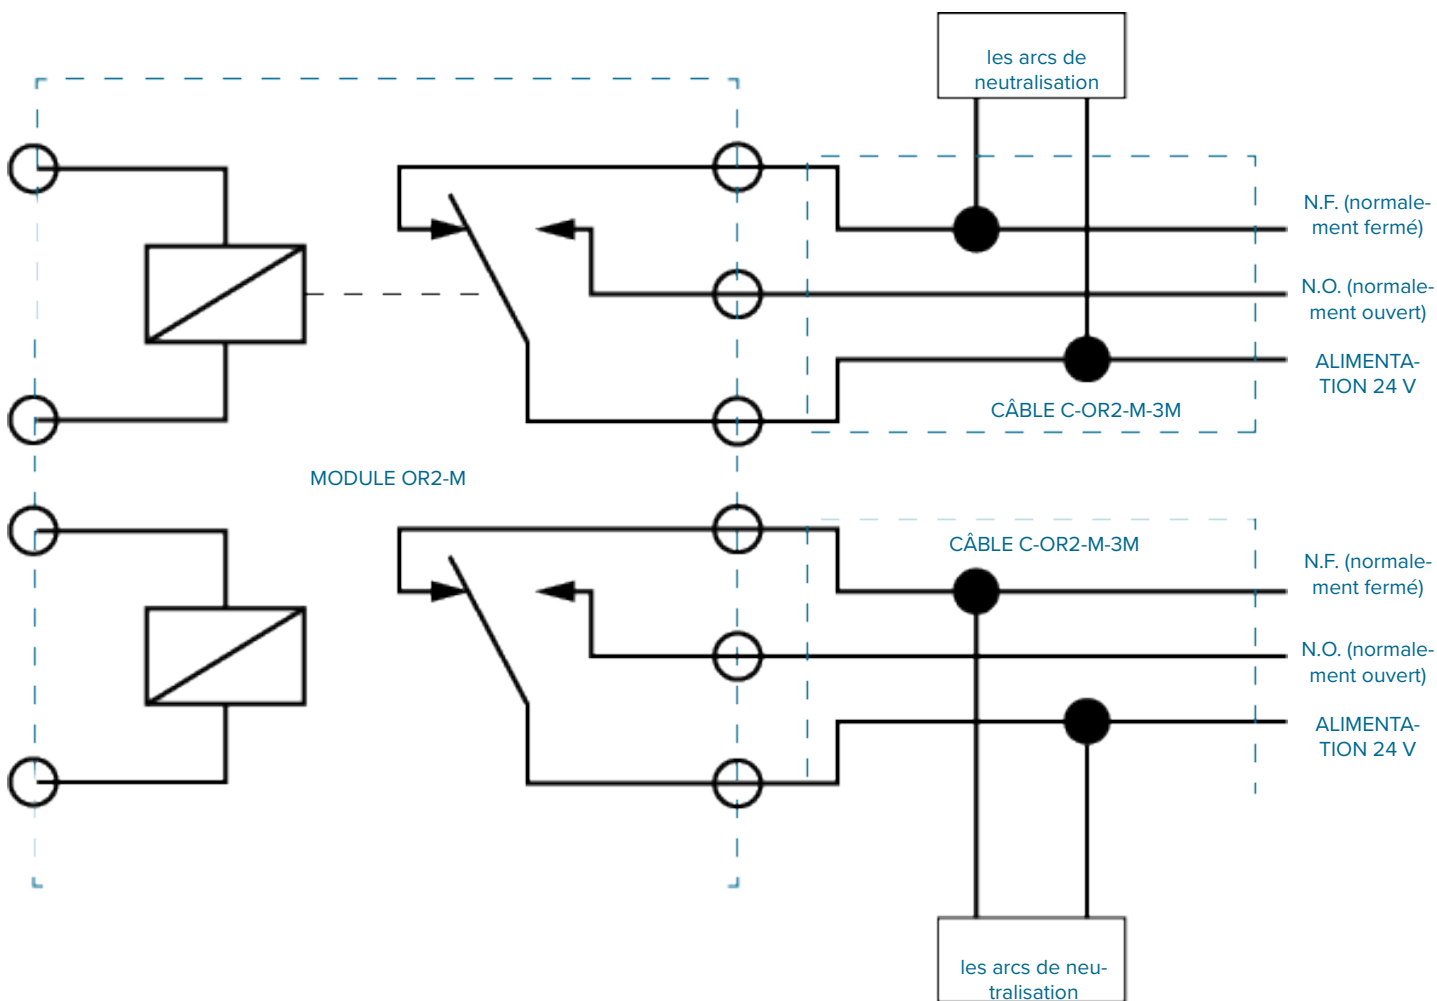 les arcs de
neutralisation
N.F. (normale-
ment fermé)
N.O. (normale-
ment ouvert)
ALIMENTA-
TION 24 V
CÂBLE C-OR2-M-3M
MODULE OR2-M
CÂBLE C-OR2-M-3M
N.F. (normale-
ment fermé)
N.O. (normale-
ment ouvert)
ALIMENTA-
TION 24 V
les arcs de neu-
tralisation